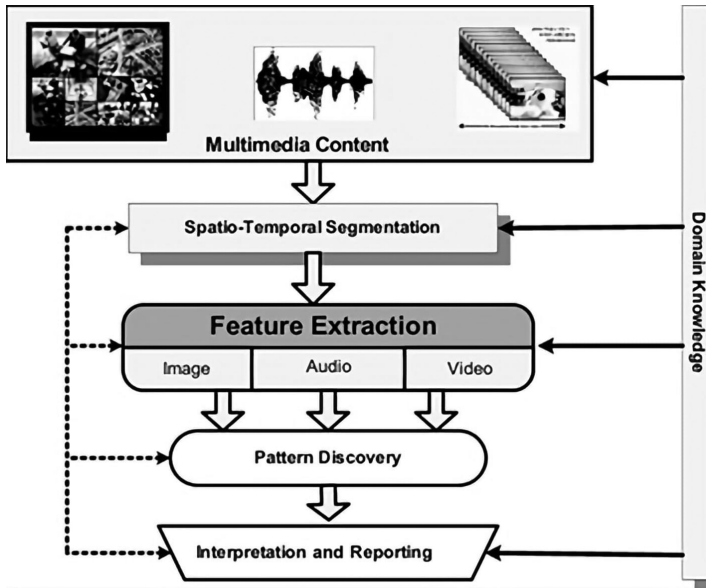 Multimedia Content
Spatio-Temporal Segmentation
Feature Extraction
Image
Audio
Video
Pattern Discovery
Interpretation and Reporting
Domain Knowledge